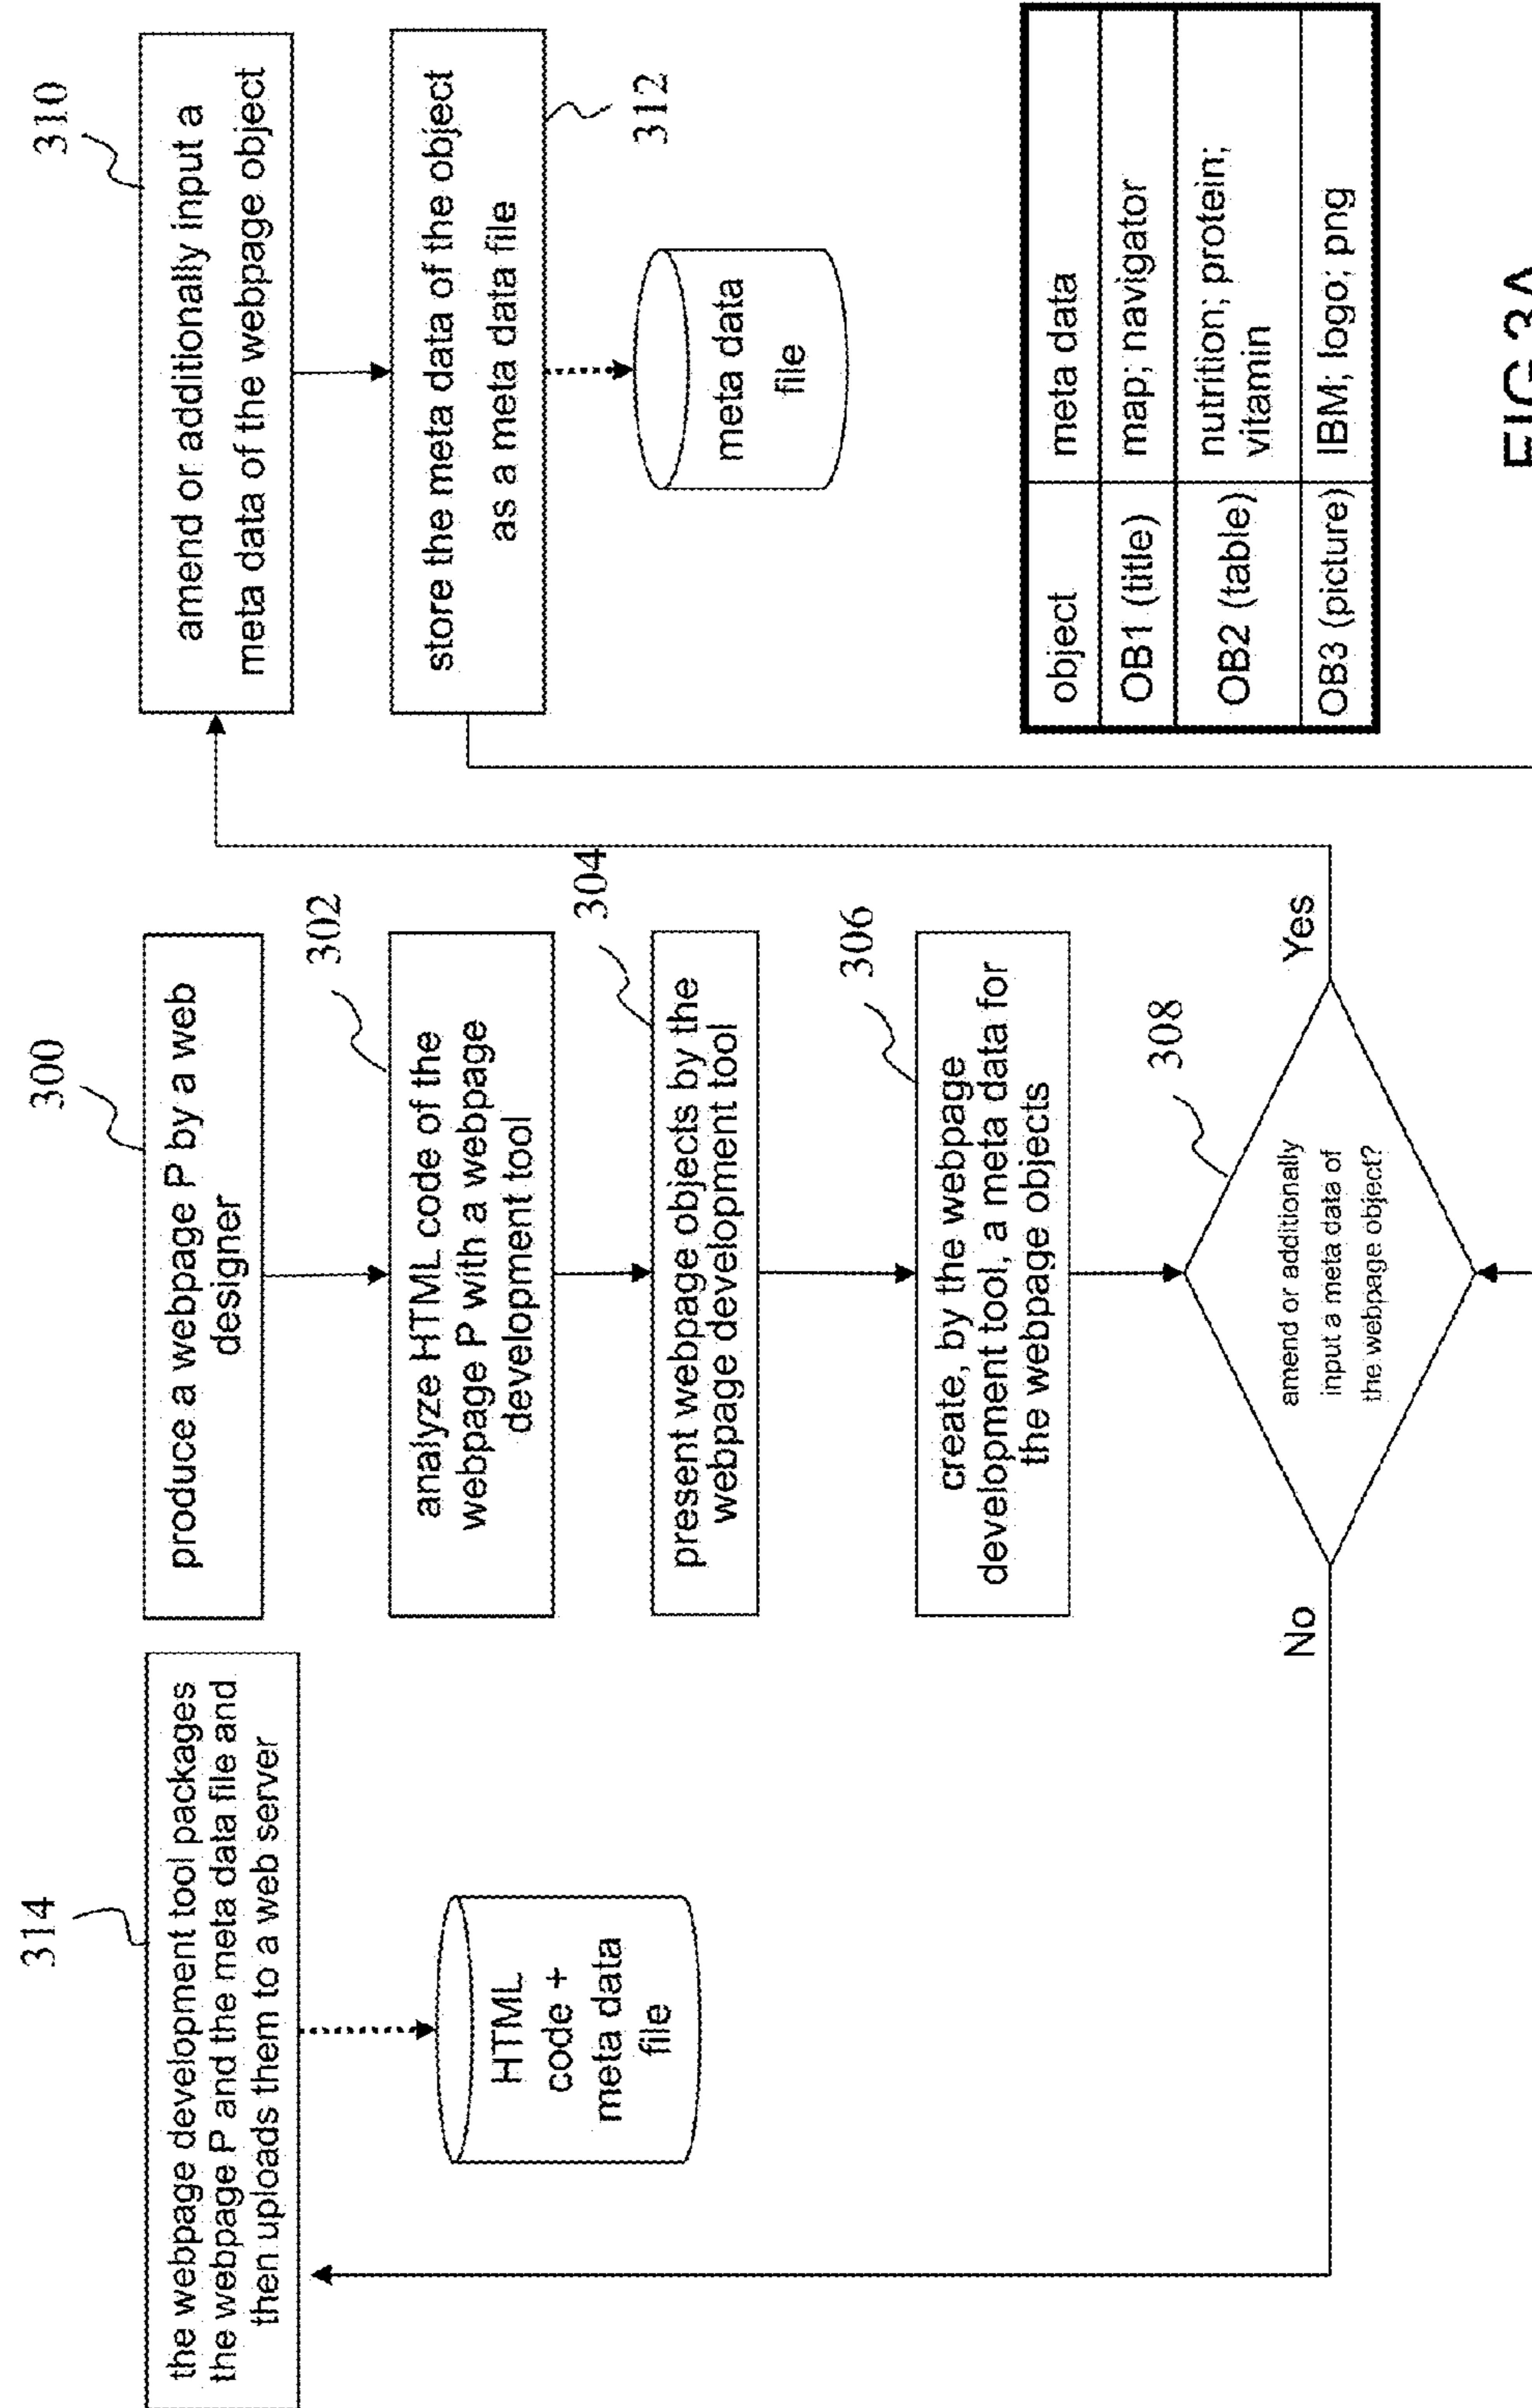 314
the webpage development tool packages
the webpage P and the meta data file and
then uploads them to a web server
HTML
code +
meta data
file
300
produce a webpage P by a web
designer
302
analyze HTML code of the
webpage P with a webpage
development tool
304
present webpage objects by the
webpage development tool
306
create, by the webpage
development tool, a meta data for
the webpage objects
308
amend or additionally
input a meta data of
the webpage object?
No
Yes
310
amend or additionally input a
meta data of the webpage object
312
store the meta data of the object
as a meta data file
meta data
file
object meta data
OB1 (title) map; navigator
OB2 (table) nutrition; protein;
vitamin
OB3 (picture) IBM; logo; png
FIG 3A